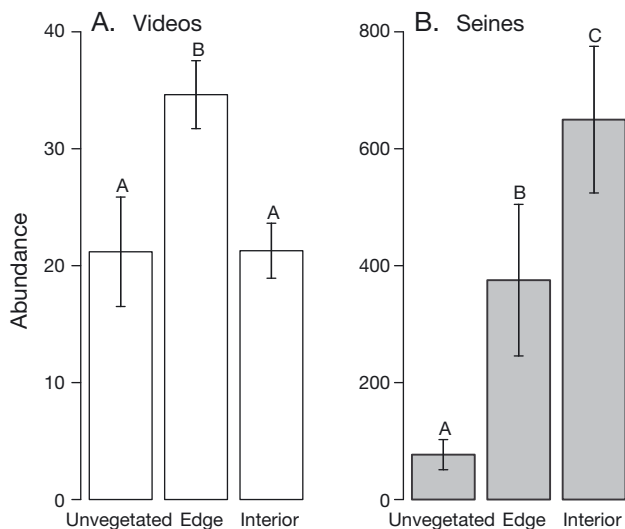 A. Videos
B. Seines
40
30
20
10
0
Abundance
A
B
A
Unvegetated Edge Interior
800
600
400
200
0
A
B
C
Unvegetated Edge Interior